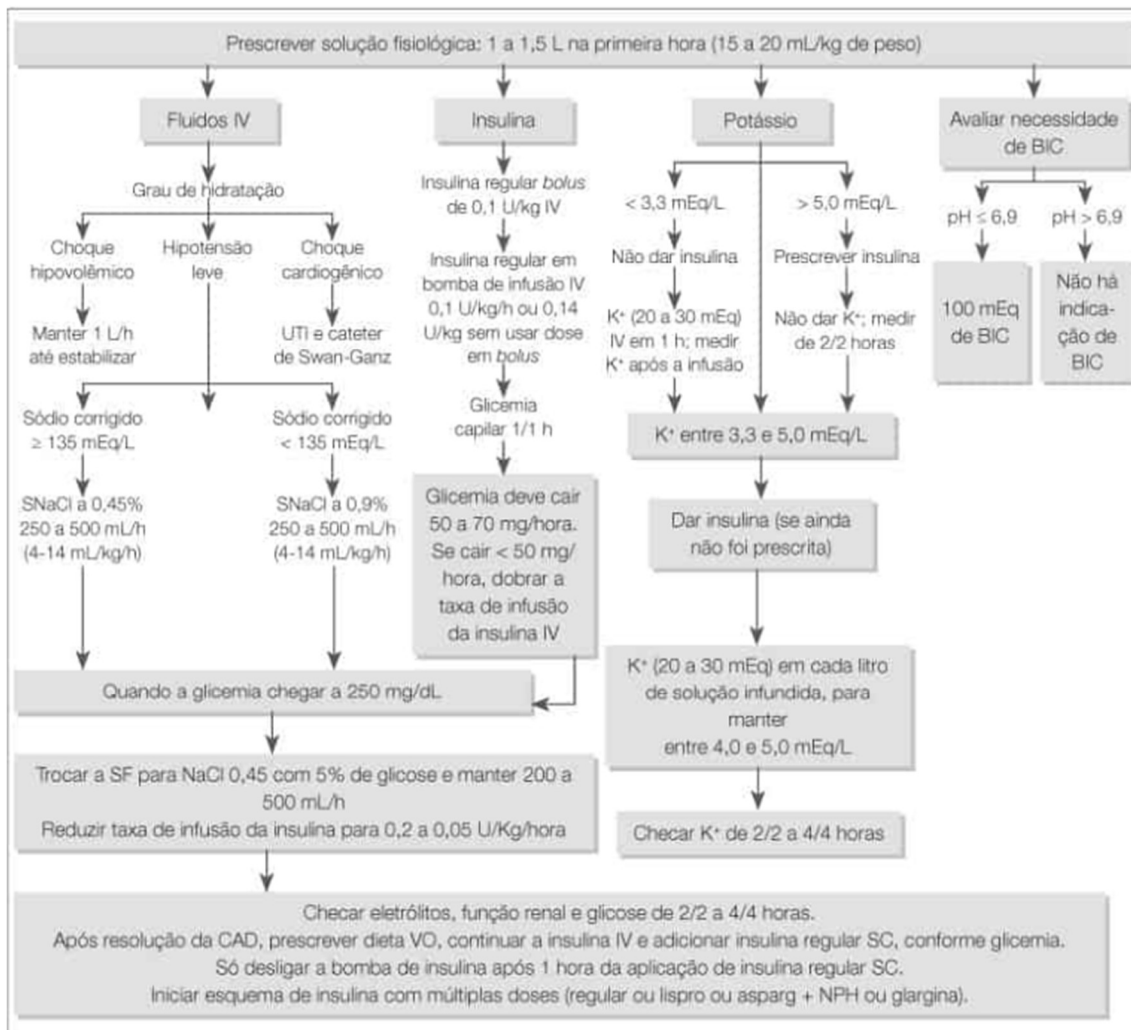 Prescrever solução fisiológica: 1 a 1,5 L na primeira hora (15 a 20 mL/kg de peso)
Fluidos IV
Grau de hidratação
Choque
hipovolêmico
Hipotensão
leve
Choque
cardiogênico
Manter 1 L/h
até estabilizar
UTI e cateter
de Swan-Ganz
Sódio corrigido
≥ 135 mEq/L
Sódio corrigido
< 135 mEq/L
SNaCl a 0,45%
250 a 500 mL/h
(4-14 mL/kg/h)
SNaCl a 0,9%
250 a 500 mL/h
(4-14 mL/kg/h)
Insulina
Insulina regular bolus
de 0,1 U/kg IV
Insulina regular em
bomba de infusão IV
0,1 U/kg/h ou 0,14
U/kg sem usar dose
em bolus
Glicemia
capilar 1/1 h
Glicemia deve cair
50 a 70 mg/hora.
Se cair < 50 mg/
hora, dobrar a
taxa de infusão
da insulina IV
Quando a glicemia chegar a 250 mg/dL
Trocar a SF para NaCl 0,45 com 5% de glicose e manter 200 a
500 mL/h
Reduzir taxa de infusão da insulina para 0,2 a 0,05 U/Kg/hora
Potássio
< 3,3 mEq/L
Não dar insulina
K⁺ (20 a 30 mEq)
IV em 1 h; medir
K⁺ após a infusão
> 5,0 mEq/L
Prescrever insulina
Não dar K⁺; medir
de 2/2 horas
K⁺ entre 3,3 e 5,0 mEq/L
Dar insulina (se ainda
não foi prescrita)
K⁺ (20 a 30 mEq) em cada litro
de solução infundida, para
manter
entre 4,0 e 5,0 mEq/L
Checar K⁺ de 2/2 a 4/4 horas
Avaliar necessidade
de BIC
pH ≤ 6,9
100 mEq
de BIC
pH > 6,9
Não há
indica-
ção de
BIC
Checar eletrólitos, função renal e glicose de 2/2 a 4/4 horas.
Após resolução da CAD, prescrever dieta VO, continuar a insulina IV e adicionar insulina regular SC, conforme glicemia.
Só desligar a bomba de insulina após 1 hora da aplicação de insulina regular SC.
Iniciar esquema de insulina com múltiplas doses (regular ou lispro ou asparg + NPH ou glargina).